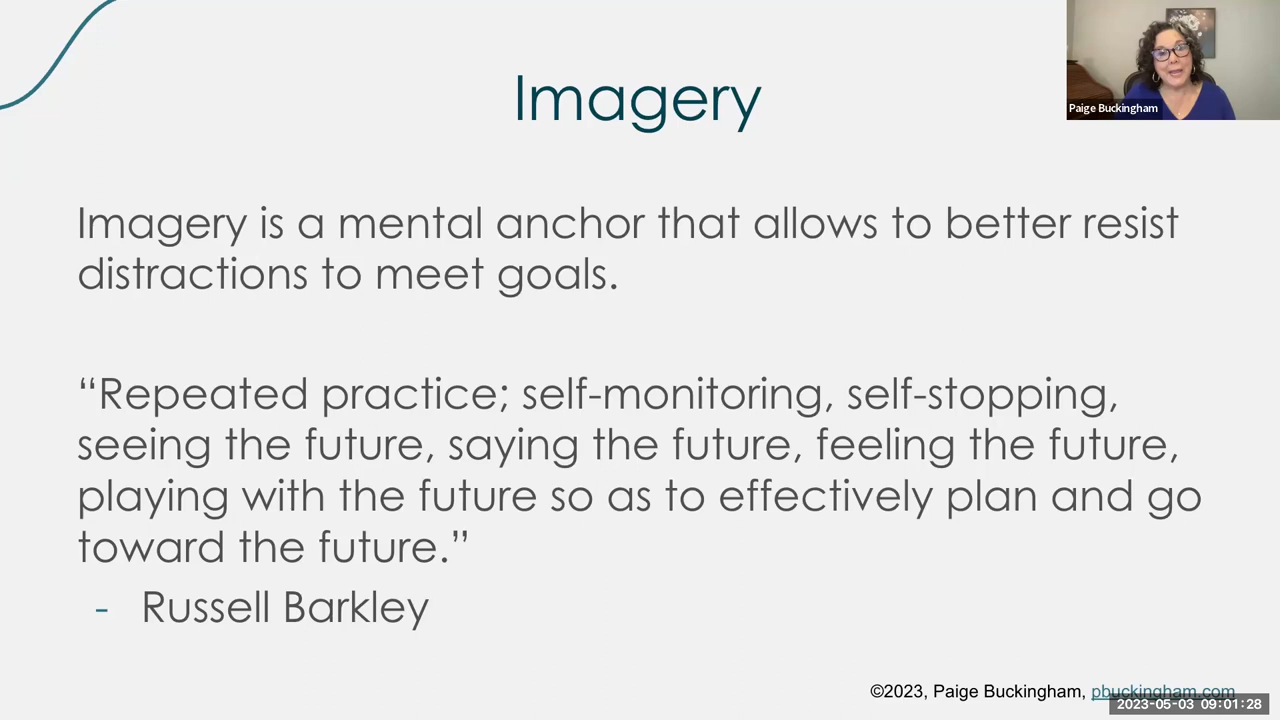 Imagery
Paige Buckingham
Imagery is a mental anchor that allows to better resist
distractions to meet goals.
“Repeated practice; self-monitoring, self-stopping,
seeing the future, saying the future, feeling the future,
playing with the future so as to effectively plan and go
toward the future.”
- Russell Barkley
©2023, Paige Buckingham, pbuckingham.com
2023-05-03 09:01:28